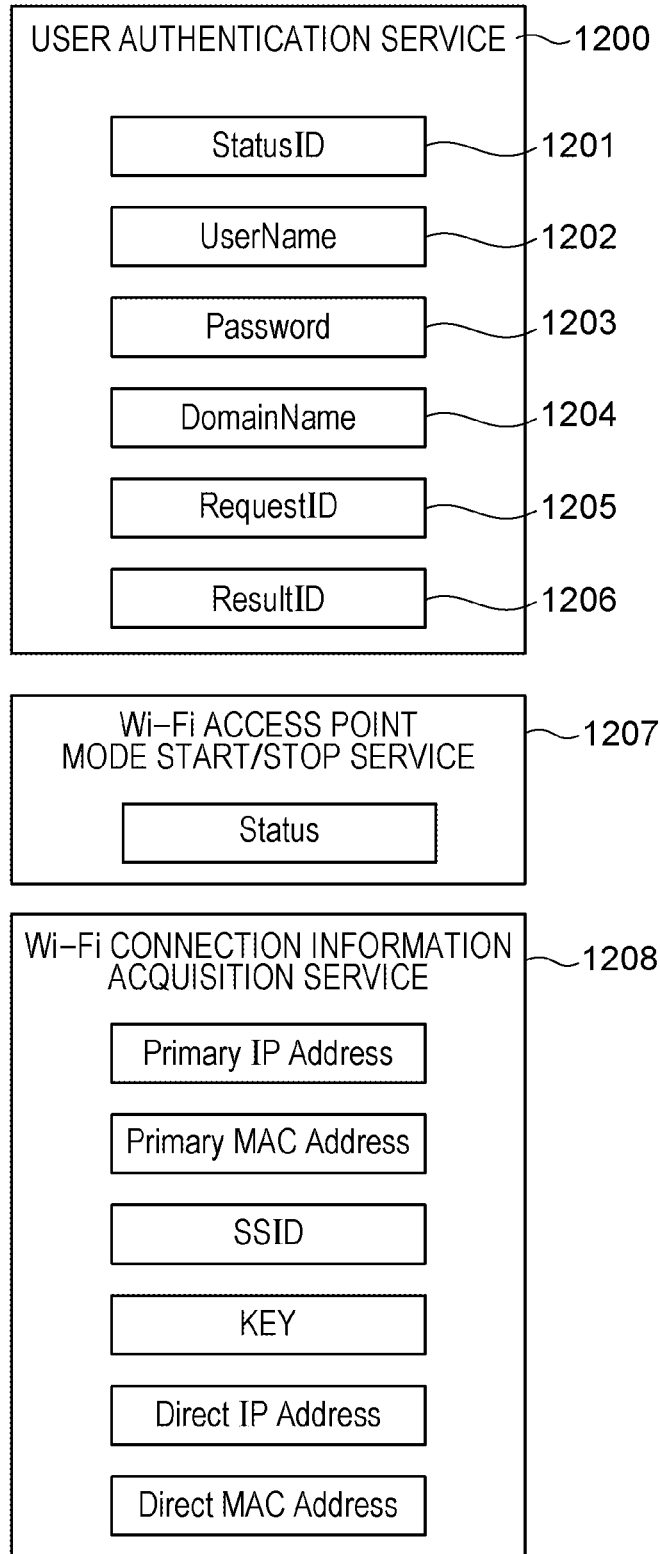 USER AUTHENTICATION SERVICE 1200
StatusID 1201
UserName 1202
Password 1203
DomainName 1204
RequestID 1205
ResultID 1206
Wi-Fi ACCESS POINT
MODE START/STOP SERVICE 1207
Status
Wi-Fi CONNECTION INFORMATION
ACQUISITION SERVICE 1208
Primary IP Address
Primary MAC Address
SSID
KEY
Direct IP Address
Direct MAC Address